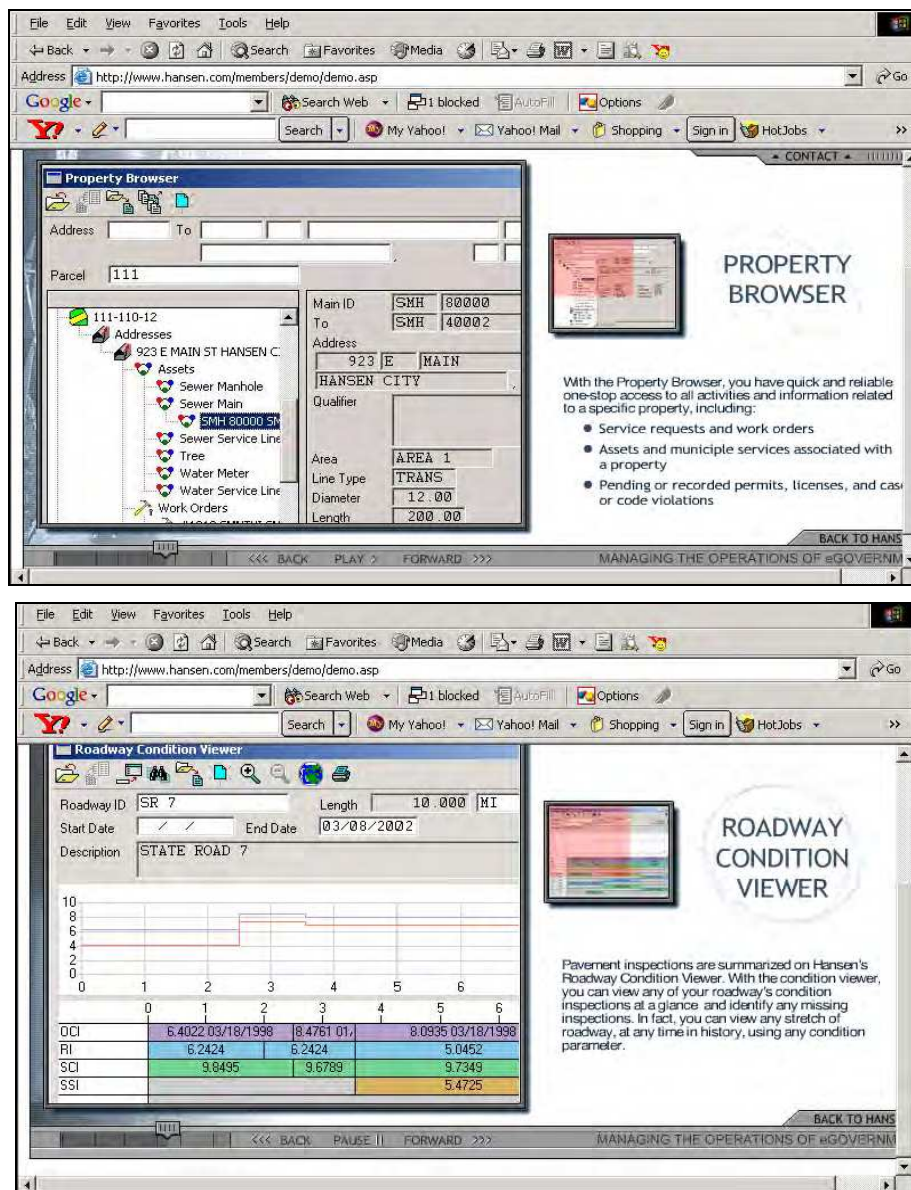 File Edit View Favorites Tools Help
Back Search Favorites Media
Address http://www.hansen.com/members/demo/demo.asp Go
Google Search Web 1 blocked AutoFill Options
Y! Search My Yahoo! Yahoo! Mail Shopping Sign in HotJobs »
CONTACT
Property Browser
Address To
Parcel 111
111-110-12
Addresses
923 E MAIN ST HANSEN C
Assets
Sewer Manhole
Sewer Main
SMH 80000 SM
Sewer Service Line
Tree
Water Meter
Water Service Line
Work Orders
Main ID SMH 80000
To SMH 40002
Address
923 E MAIN
HANSEN CITY
Qualifier
Area AREA 1
Line Type TRANS
Diameter 12.00
Length 200.00
PROPERTY
BROWSER
With the Property Browser, you have quick and reliable
one-stop access to all activities and information related
to a specific property, including:
Service requests and work orders
Assets and municiple services associated with
a property
Pending or recorded permits, licenses, and cas
or code violations
BACK TO HANS
<<< BACK PLAY > FORWARD >>> MANAGING THE OPERATIONS OF eGOVERNM
File Edit View Favorites Tools Help
Back Search Favorites Media
Address http://www.hansen.com/members/demo/demo.asp Go
Google Search Web 1 blocked AutoFill Options
Y! Search My Yahoo! Yahoo! Mail Shopping Sign in HotJobs »
Roadway Condition Viewer
Roadway ID SR 7 Length 10.000 MI
Start Date / / End Date 03/08/2002
Description STATE ROAD 7
10
8
6
4
2
0
0 1 2 3 4 5 6
0 1 2 3 4 5 6
OCI 6.4022 03/18/1998 8.4761 01/ 8.0935 03/18/1998
RI 6.2424 6.2424 5.0452
SCI 9.8495 9.6789 9.7349
SSI 5.4725
ROADWAY
CONDITION
VIEWER
Pavement inspections are summarized on Hansen's
Roadway Condition Viewer. With the condition viewer,
you can view any of your roadway's condition
inspections at a glance and identify any missing
inspections. In fact, you can view any stretch of
roadway, at any time in history, using any condition
parameter.
BACK TO HANS
<<< BACK PAUSE || FORWARD >>> MANAGING THE OPERATIONS OF eGOVERNM